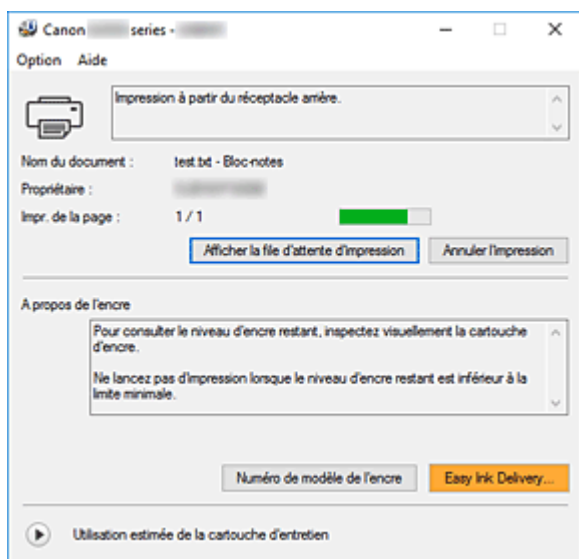 Canon series -
Option Aide
Impression à partir du réceptacle arrière.
Nom du document : test.txt - Bloc-notes
Propriétaire :
Impr. de la page : 1 / 1
Afficher la file d'attente d'impression Annuler l'impression
A propos de l'encre
Pour consulter le niveau d'encre restant, inspectez visuellement la cartouche
d'encre.
Ne lancez pas d'impression lorsque le niveau d'encre restant est inférieur à la
limite minimale.
Numéro de modèle de l'encre Easy Ink Delivery...
Utilisation estimée de la cartouche d'entretien